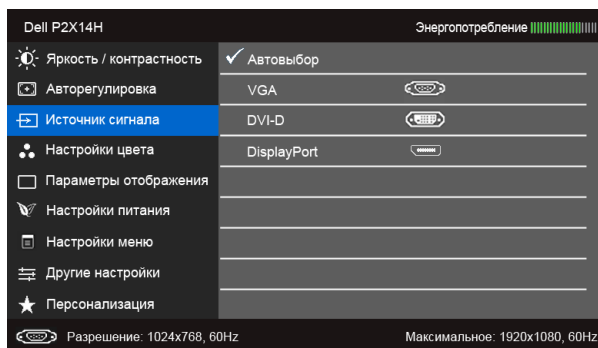 Dell P2X14H
Энергопотребление
Яркость / контрастность
Автовыбор
Авторегулировка
VGA
Источник сигнала
DVI-D
Настройки цвета
DisplayPort
Параметры отображения
Настройки питания
Настройки меню
Другие настройки
Персонализация
Разрешение: 1024x768, 60Hz
Максимальное: 1920x1080, 60Hz